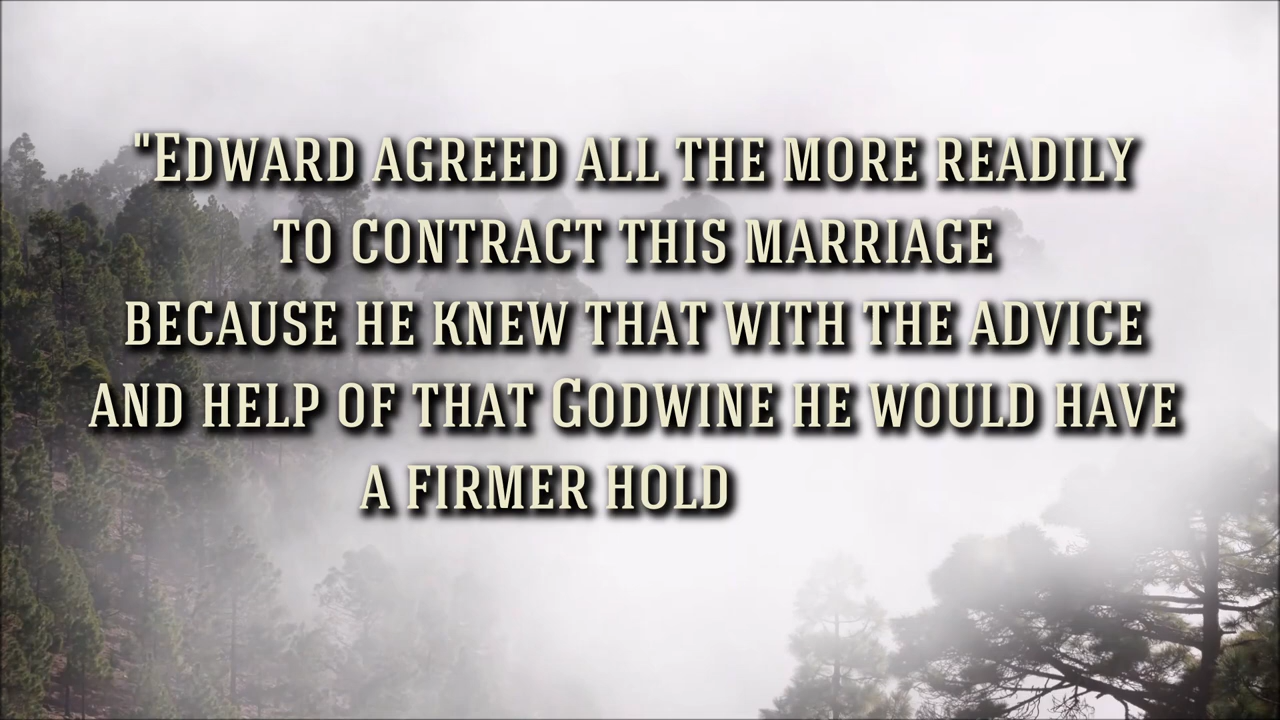 "Edward agreed all the more readily
to contract this marriage
because he knew that with the advice
and help of that Godwine he would have
a firmer hold